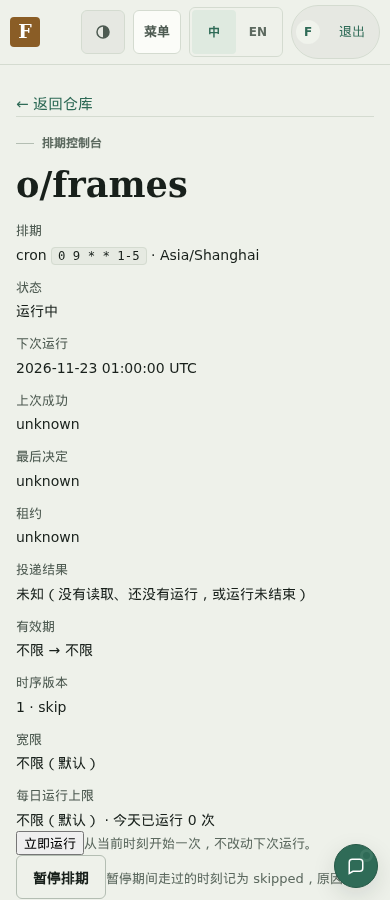 F 菜单 中 EN F 退出
← 返回仓库
排期控制台
o/frames
排期
cron 0 9 * * 1-5 · Asia/Shanghai
状态
运行中
下次运行
2026-11-23 01:00:00 UTC
上次成功
unknown
最后决定
unknown
租约
unknown
投递结果
未知（没有读取、还没有运行，或运行未结束）
有效期
不限 → 不限
时序版本
1 · skip
宽限
不限（默认）
每日运行上限
不限（默认） · 今天已运行 0 次
立即运行 从当前时刻开始一次，不改动下次运行。
暂停排期 暂停期间走过的时刻记为 skipped，原因